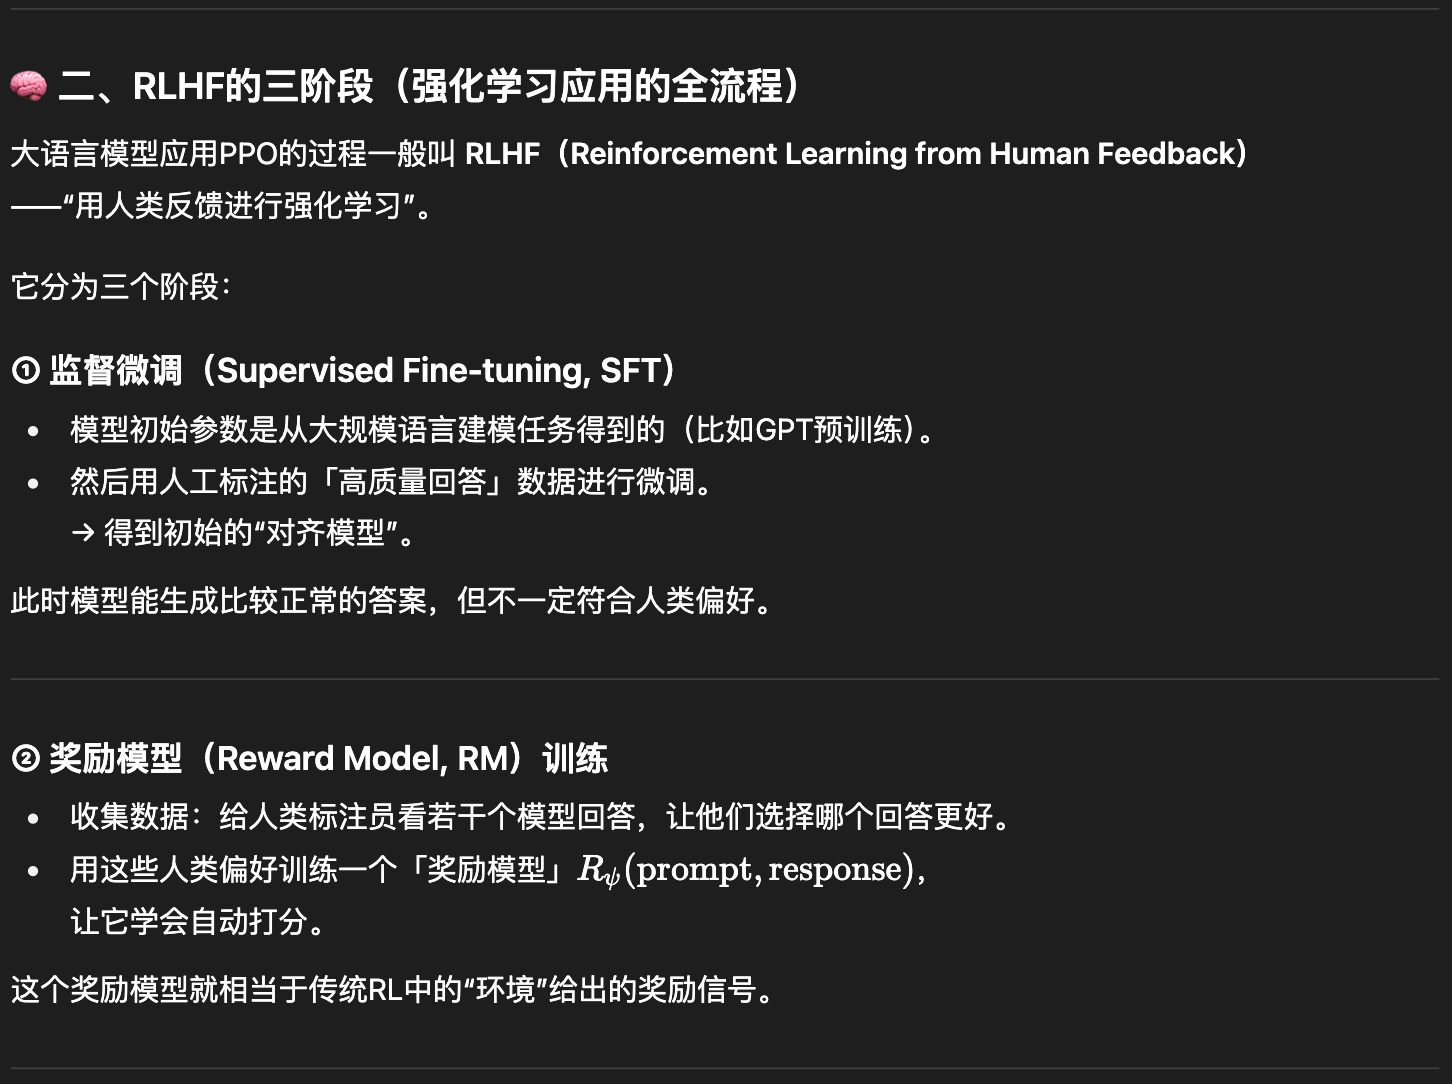 🧠 二、RLHF的三阶段（强化学习应用的全流程）
大语言模型应用PPO的过程一般叫 RLHF（Reinforcement Learning from Human Feedback）
——“用人类反馈进行强化学习”。
它分为三个阶段：
① 监督微调（Supervised Fine-tuning, SFT）
• 模型初始参数是从大规模语言建模任务得到的（比如GPT预训练）。
• 然后用人工标注的「高质量回答」数据进行微调。
→ 得到初始的“对齐模型”。
此时模型能生成比较正常的答案，但不一定符合人类偏好。
② 奖励模型（Reward Model, RM）训练
• 收集数据：给人类标注员看若干个模型回答，让他们选择哪个回答更好。
• 用这些人类偏好训练一个「奖励模型」R_ψ(prompt, response)，
让它学会自动打分。
这个奖励模型就相当于传统RL中的“环境”给出的奖励信号。